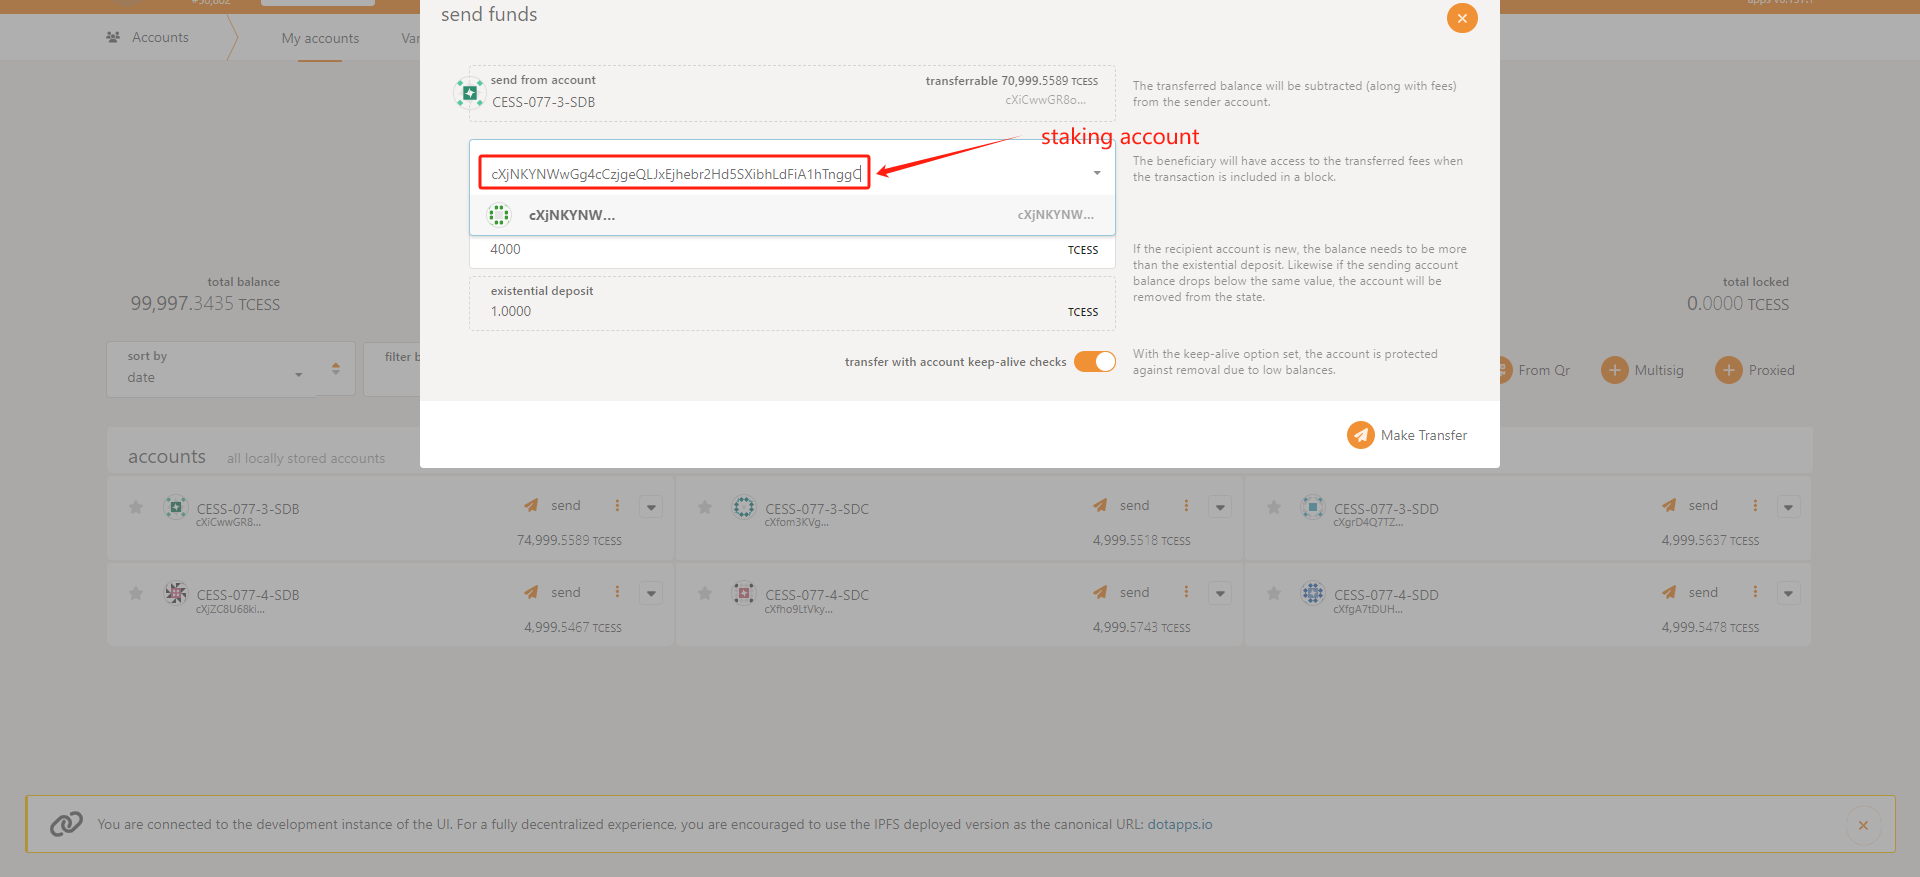 send funds
Accounts
My accounts
send from account
transferrable 70,999.5589 TCESS
CESS-077-3-SDB
cXiCwwGR8o...
The transferred balance will be subtracted (along with fees)
from the sender account.
staking account
cXjNKYNWwGg4cCzjgeQLJxEjhebr2Hd5SXibhLdFiA1hTnggC
The beneficiary will have access to the transferred fees when
the transaction is included in a block.
cXjNKYNW...
cXjNKYNW...
4000
TCESS
If the recipient account is new, the balance needs to be more
than the existential deposit. Likewise if the sending account
balance drops below the same value, the account will be
removed from the state.
existential deposit
1.0000
TCESS
transfer with account keep-alive checks
With the keep-alive option set, the account is protected
against removal due to low balances.
Make Transfer
total balance
99,997.3435 TCESS
total locked
0.0000 TCESS
sort by
date
filter b
From Qr
Multisig
Proxied
accounts
all locally stored accounts
CESS-077-3-SDB
cXiCwwGR8...
send
74,999.5589 TCESS
CESS-077-3-SDC
cXfom3KVg...
send
4,999.5518 TCESS
CESS-077-3-SDD
cXgrD4Q7TZ...
send
4,999.5637 TCESS
CESS-077-4-SDB
cXjZC8U68ki...
send
4,999.5467 TCESS
CESS-077-4-SDC
cXfho9LtVky...
send
4,999.5743 TCESS
CESS-077-4-SDD
cXfgA7tDUH...
send
4,999.5478 TCESS
You are connected to the development instance of the UI. For a fully decentralized experience, you are encouraged to use the IPFS deployed version as the canonical URL: dotapps.io